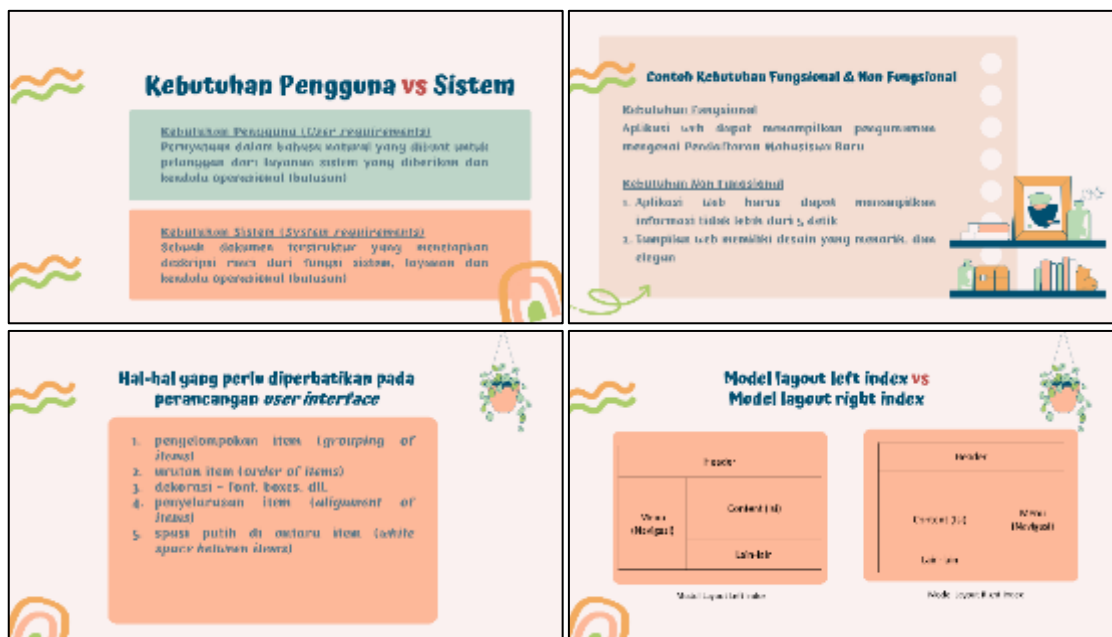 Kebutuhan Pengguna vs Sistem
Kebutuhan Pengguna (User requirements)
Pernyataan dalam bahasa natural yang dibuat untuk
pelanggan dari layanan sistem yang diberikan dan
kendala operasional (batasan)
Kebutuhan Sistem (System requirements)
Sebuah dokumen terstruktur yang menetapkan
deskripsi rinci dari fungsi sistem, layanan dan
kendala operasional (batasan)
Contoh Kebutuhan Fungsional & Non Fungsional
Kebutuhan Fungsional
Aplikasi web dapat menampilkan pengumuman
mengenai Pendaftaran Mahasiswa Baru
Kebutuhan Non Fungsional
1. Aplikasi web harus dapat menampilkan
informasi tidak lebih dari 5 detik
2. Tampilan web memiliki desain yang menarik, dan
elegan
Hal-hal yang perlu diperhatikan pada
perancangan user interface
1. pengelompokan item (grouping of
items)
2. urutan item (order of items)
3. dekorasi - font, boxes, dll.
4. penyelarasan item (alignment of
items)
5. spasi putih di antara item (white
space between items)
Model layout left index vs
Model layout right index
Header
Menu
(Navigasi)
Content (Isi)
Lain-lain
Model Layout Left Index
Header
Content (Isi)
Menu
(Navigasi)
Lain-lain
Model Layout Right Index